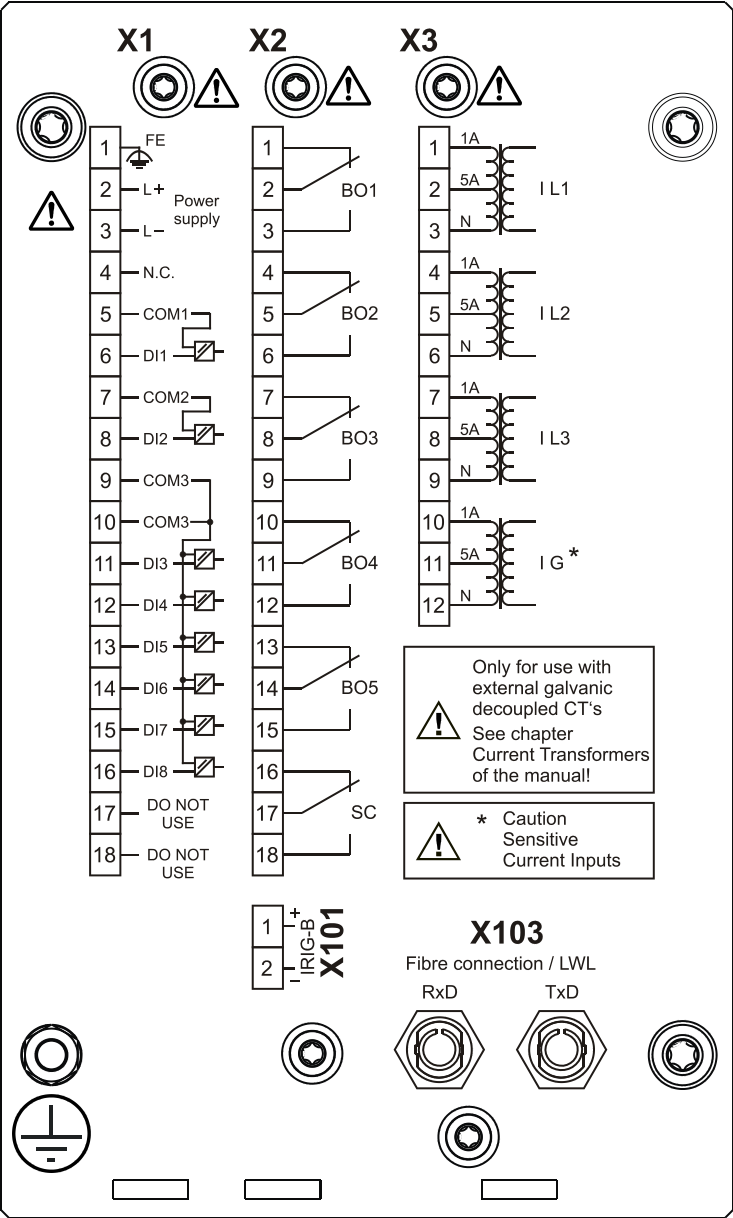 X1
X2
X3
1 FE
2 L+
3 L–
Power
supply
4 N.C.
5 COM1
6 DI1
7 COM2
8 DI2
9 COM3
10 COM3
11 DI3
12 DI4
13 DI5
14 DI6
15 DI7
16 DI8
17 DO NOT
USE
18 DO NOT
USE
1
2 BO1
3
4
5 BO2
6
7
8 BO3
9
10
11 BO4
12
13
14 BO5
15
16
17 SC
18
1 1A
2 5A I L1
3 N
4 1A
5 5A I L2
6 N
7 1A
8 5A I L3
9 N
10 1A
11 5A I G*
12 N
Only for use with
external galvanic
decoupled CT‘s
See chapter
Current Transformers
of the manual!
* Caution
Sensitive
Current Inputs
1 +
2 –
IRIG-B
X101
X103
Fibre connection / LWL
RxD TxD